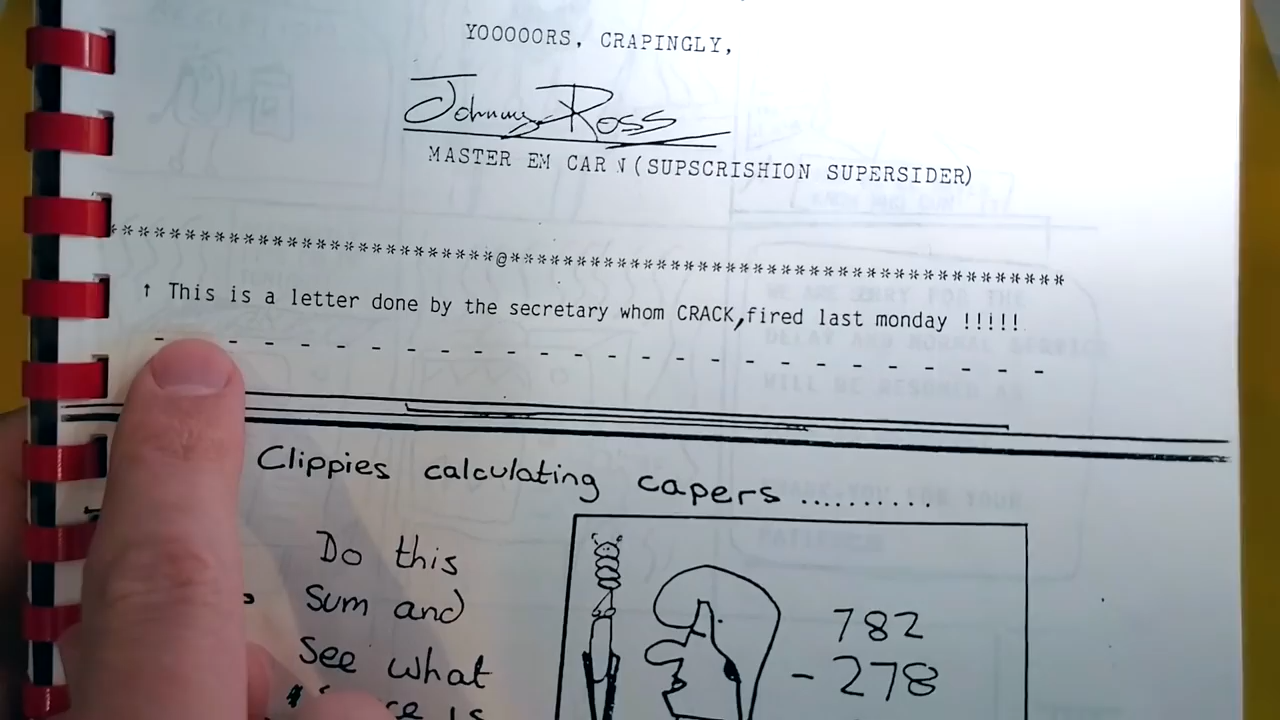 YOOOOORS, CRAPINGLY,
Johnny Ross
MASTER EM CAR N(SUPSCRISHION SUPERSIDER)
***************************@**************************************
↑ This is a letter done by the secretary whom CRACK,fired last monday !!!!!
- - - - - - - - - - - - - - - - - - - - - - - -
Clippies calculating capers..........
Do this
Sum and
See what
is
782
- 278